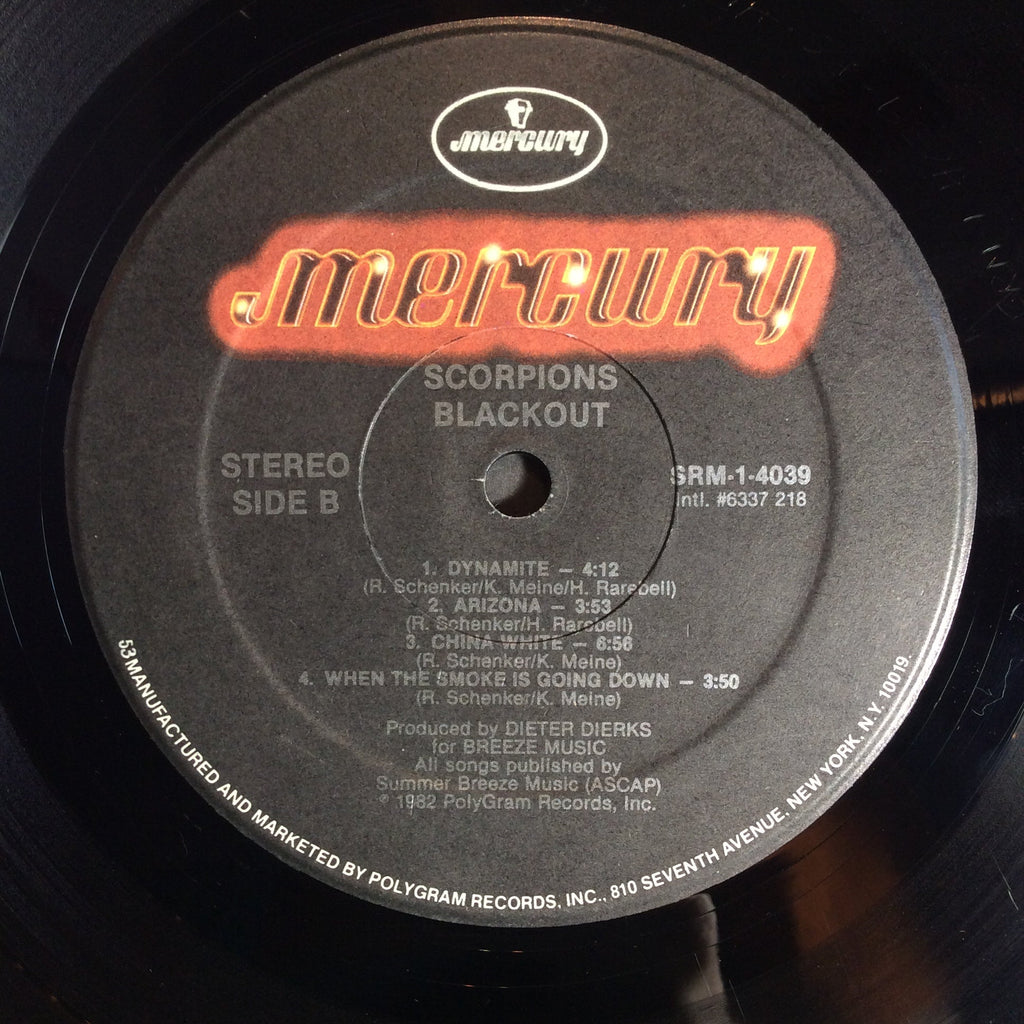 mercury
mercury
SCORPIONS
BLACKOUT
STEREO
SIDE B
SRM-1-4039
Intl. #6337 218
1. DYNAMITE — 4:12
(R. Schenker/K. Meine/H. Rarebell)
2. ARIZONA — 3:53
(R. Schenker/H. Rarebell)
3. CHINA WHITE — 6:56
(R. Schenker/K. Meine)
4. WHEN THE SMOKE IS GOING DOWN — 3:50
(R. Schenker/K. Meine)
Produced by DIETER DIERKS
for BREEZE MUSIC
All songs published by
Summer Breeze Music (ASCAP)
℗ 1982 PolyGram Records, Inc.
53 MANUFACTURED AND MARKETED BY POLYGRAM RECORDS, INC., 810 SEVENTH AVENUE, NEW YORK, N.Y. 10019.